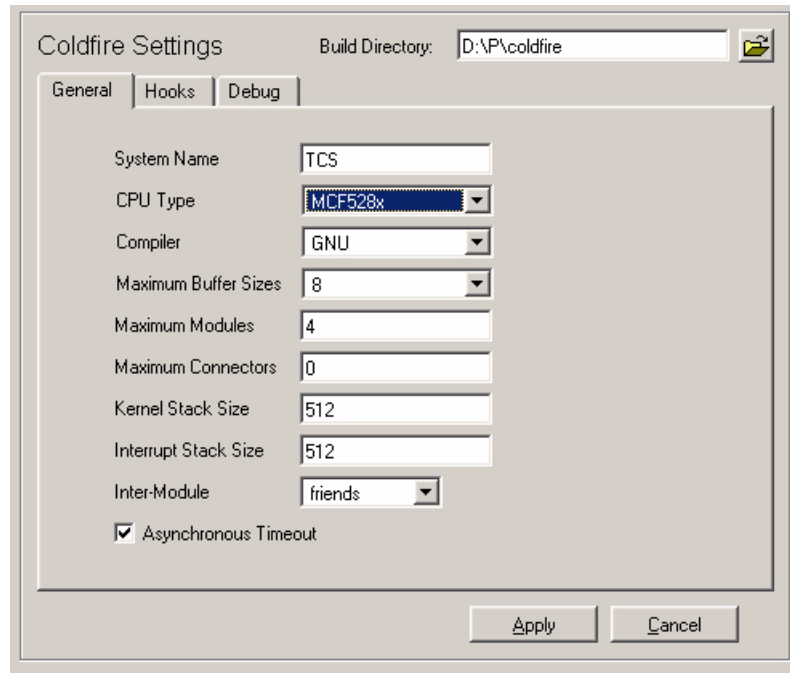 Coldfire Settings Build Directory: D:\P\coldfire
General Hooks Debug
System Name TCS
CPU Type MCF528x
Compiler GNU
Maximum Buffer Sizes 8
Maximum Modules 4
Maximum Connectors 0
Kernel Stack Size 512
Interrupt Stack Size 512
Inter-Module friends
Asynchronous Timeout
Apply Cancel